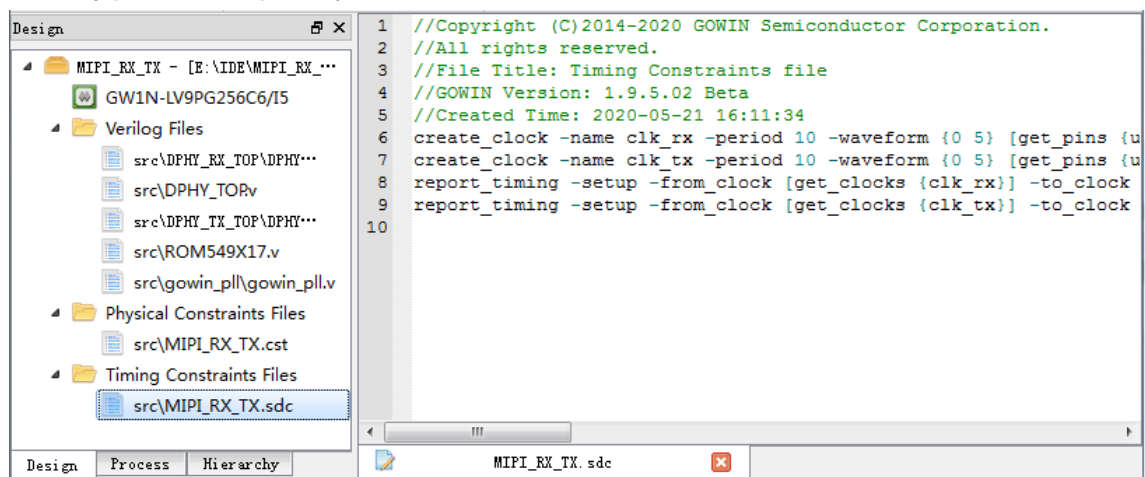 Design
MIPI_RX_TX - [E:\IDE\MIPI_RX_…
GW1N-LV9PG256C6/I5
Verilog Files
src\DPHY_RX_TOP\DPHY…
src\DPHY_TOP.v
src\DPHY_TX_TOP\DPHY…
src\ROM549X17.v
src\gowin_pll\gowin_pll.v
Physical Constraints Files
src\MIPI_RX_TX.cst
Timing Constraints Files
src\MIPI_RX_TX.sdc
Design Process Hierarchy
1 //Copyright (C)2014-2020 GOWIN Semiconductor Corporation.
2 //All rights reserved.
3 //File Title: Timing Constraints file
4 //GOWIN Version: 1.9.5.02 Beta
5 //Created Time: 2020-05-21 16:11:34
6 create_clock -name clk_rx -period 10 -waveform {0 5} [get_pins {u
7 create_clock -name clk_tx -period 10 -waveform {0 5} [get_pins {u
8 report_timing -setup -from_clock [get_clocks {clk_rx}] -to_clock
9 report_timing -setup -from_clock [get_clocks {clk_tx}] -to_clock
10
MIPI_RX_TX.sdc